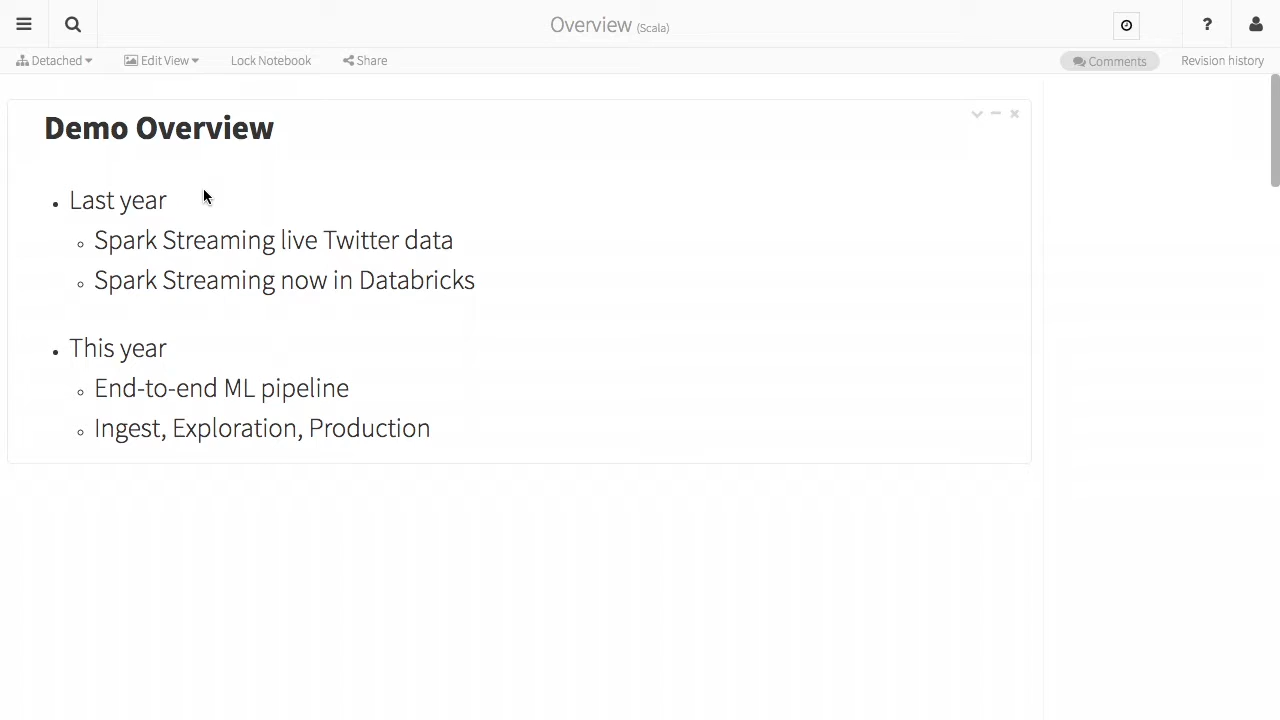 Overview (Scala)
?
Detached Edit View Lock Notebook Share Comments Revision history
Demo Overview
Last year
Spark Streaming live Twitter data
Spark Streaming now in Databricks
This year
End-to-end ML pipeline
Ingest, Exploration, Production